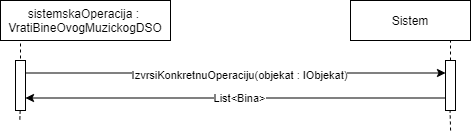 sistemskaOperacija :
VratiBineOvogMuzickogDSO
Sistem
IzvrsiKonkretnuOperaciju(objekat : IObjekat)
List<Bina>